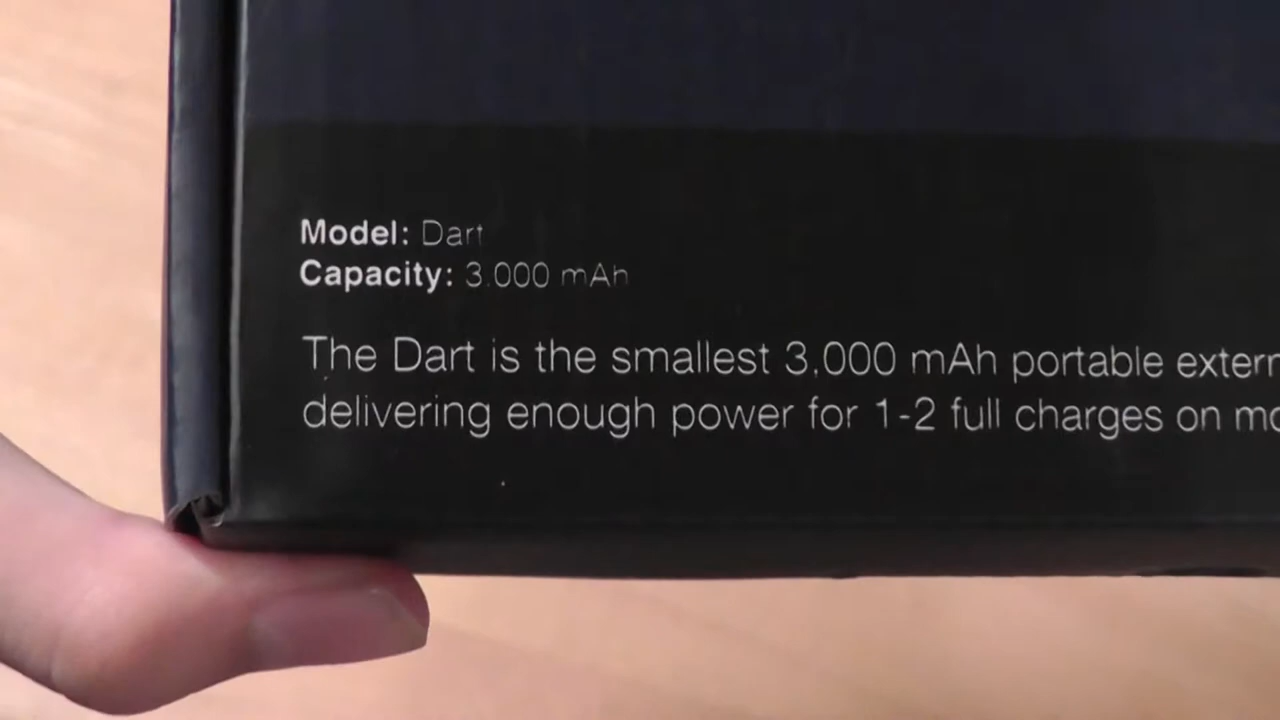 Model: Dart
Capacity: 3.000 mAh
The Dart is the smallest 3,000 mAh portable extern
delivering enough power for 1-2 full charges on mo